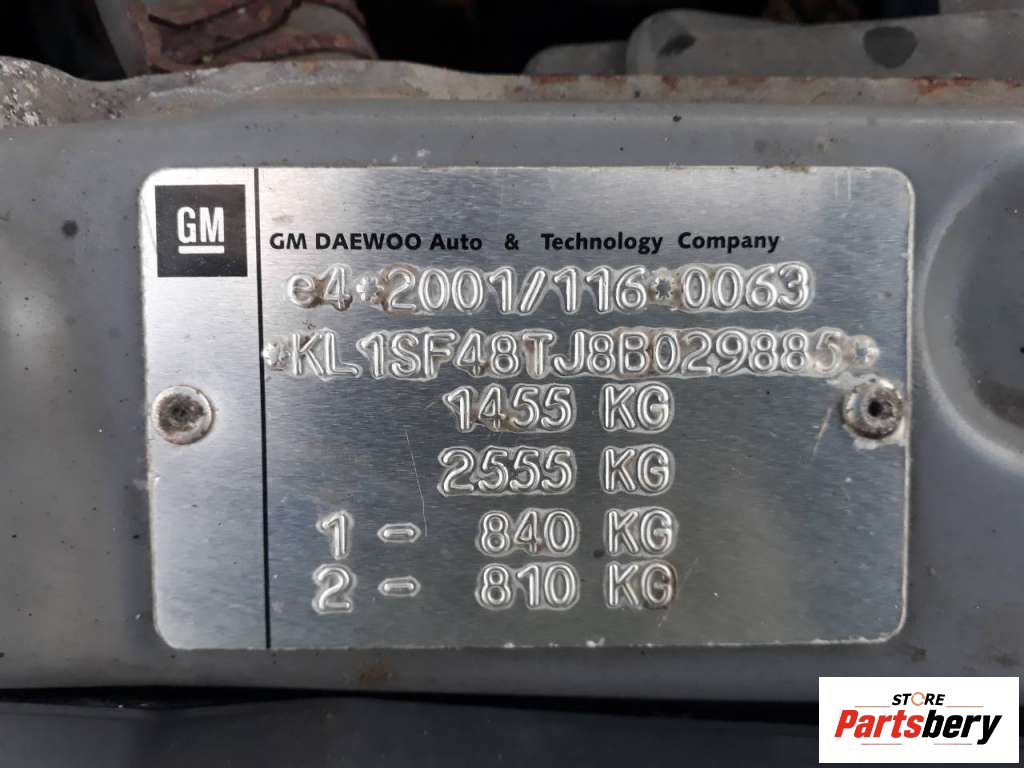 GM
GM DAEWOO Auto & Technology Company
e4*2001/116*0063
*KL1SF48TJ8B029885*
1455 KG
2555 KG
1 - 840 KG
2 - 810 KG
STORE
Partsbery